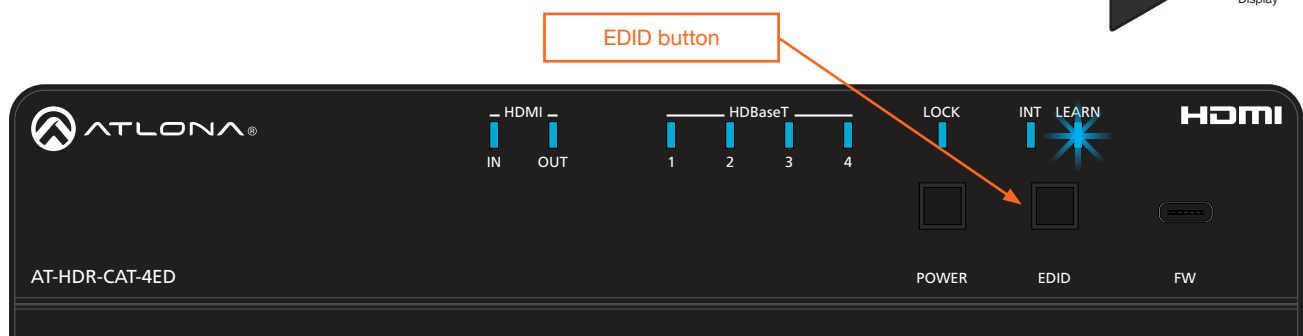 Display
EDID button
ATLONA®
HDMI
IN OUT
HDBaseT
1 2 3 4
LOCK
INT LEARN
HDMI
AT-HDR-CAT-4ED
POWER
EDID
FW